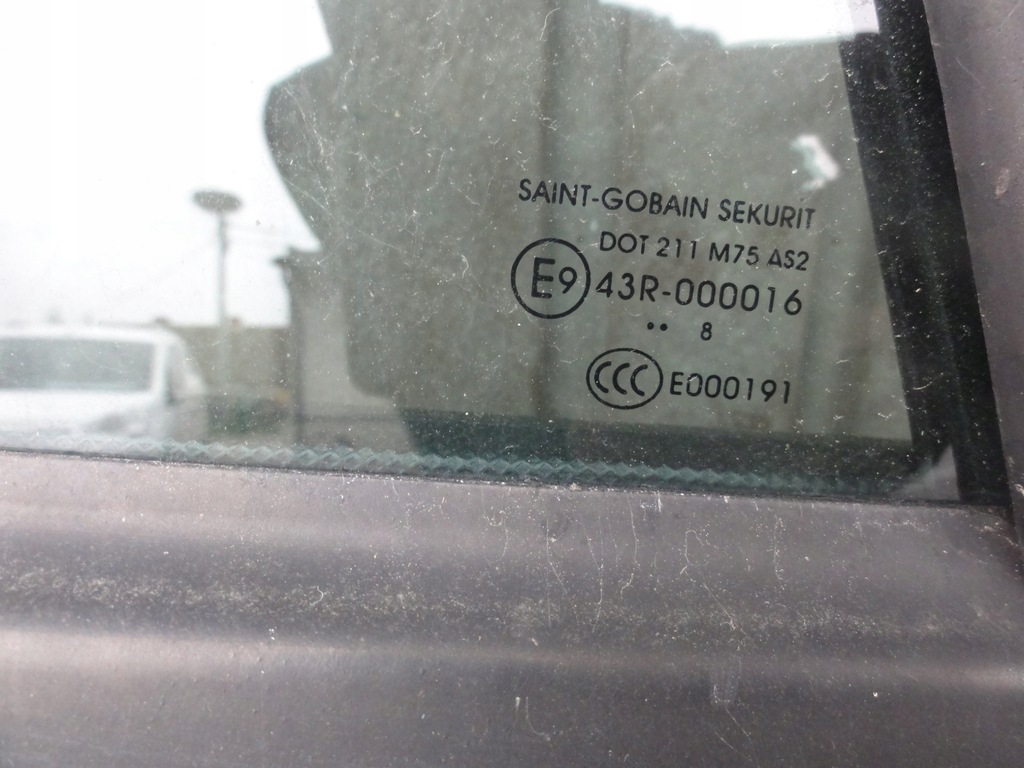 SAINT-GOBAIN SEKURIT
DOT 211 M75 AS2
E9 43R-000016
•• 8
CCC E000191